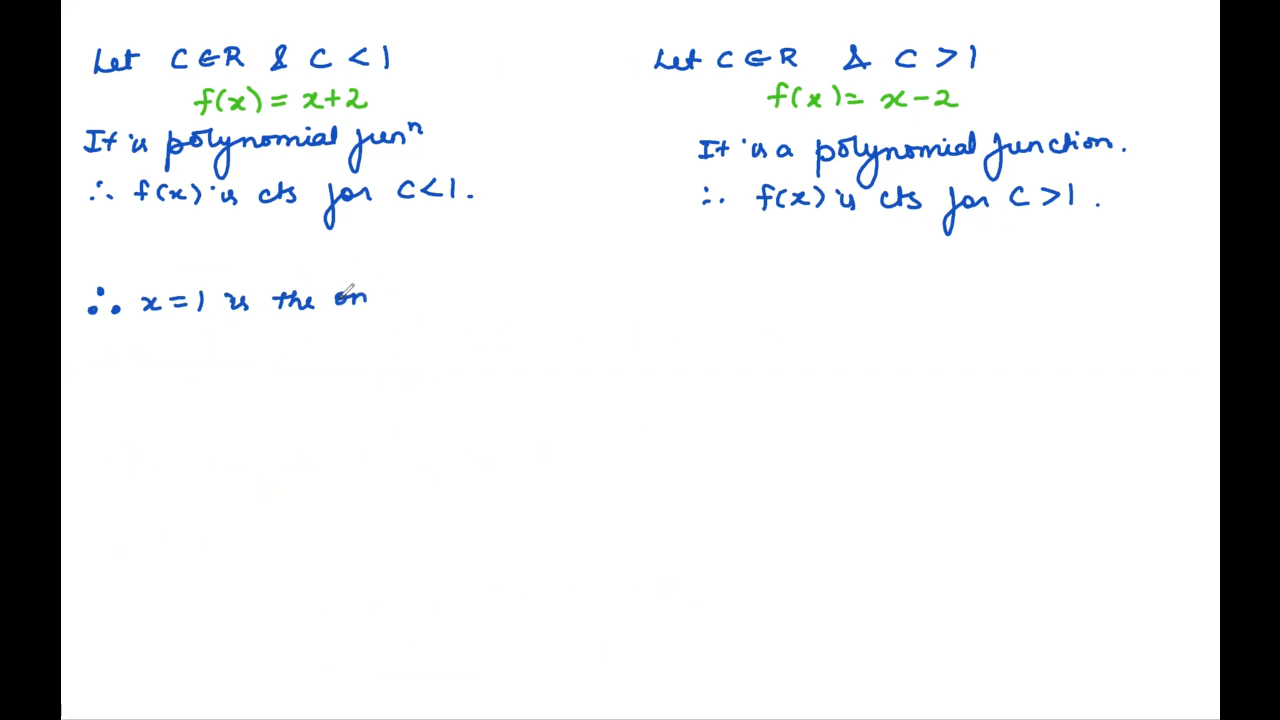 Let C∈R & C < 1
f(x) = x+2
It is polynomial funⁿ
∴ f(x) is cts for C<1.
Let C∈R & C > 1
f(x) = x-2
It is a polynomial function.
∴ f(x) is cts for C >1 .
∴ x=1 is the on